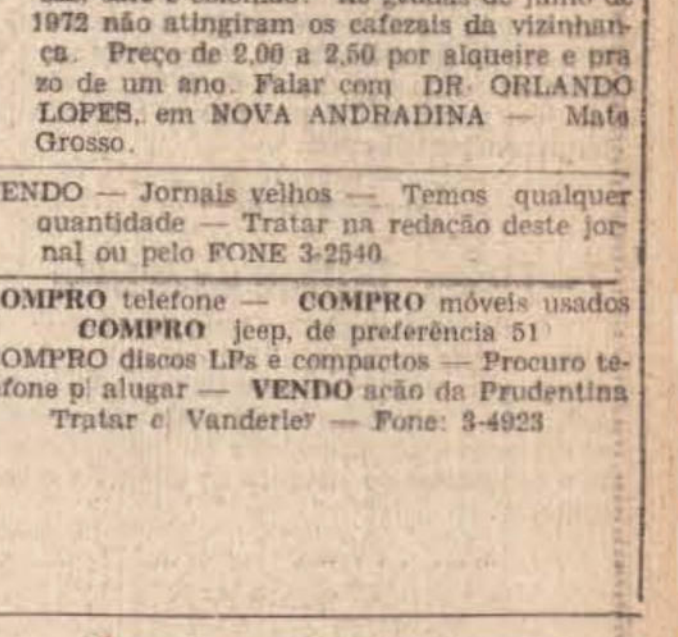 1972 não atingiram os cafezais da vizinhan-
ça. Preço de 2,00 a 2,50 por alqueire e pra
zo de um ano. Falar com DR. ORLANDO
LOPES, em NOVA ANDRADINA — Mato
Grosso.
ENDO — Jornais velhos — Temos qualquer
quantidade — Tratar na redação deste jor-
nal ou pelo FONE 3-2540
OMPRO telefone — COMPRO móveis usados
COMPRO jeep, de preferência 51
OMPRO discos LPs e compactos — Procuro te-
efone p| alugar — VENDO ação da Prudentina
Tratar c| Vanderley — Fone: 3-4923